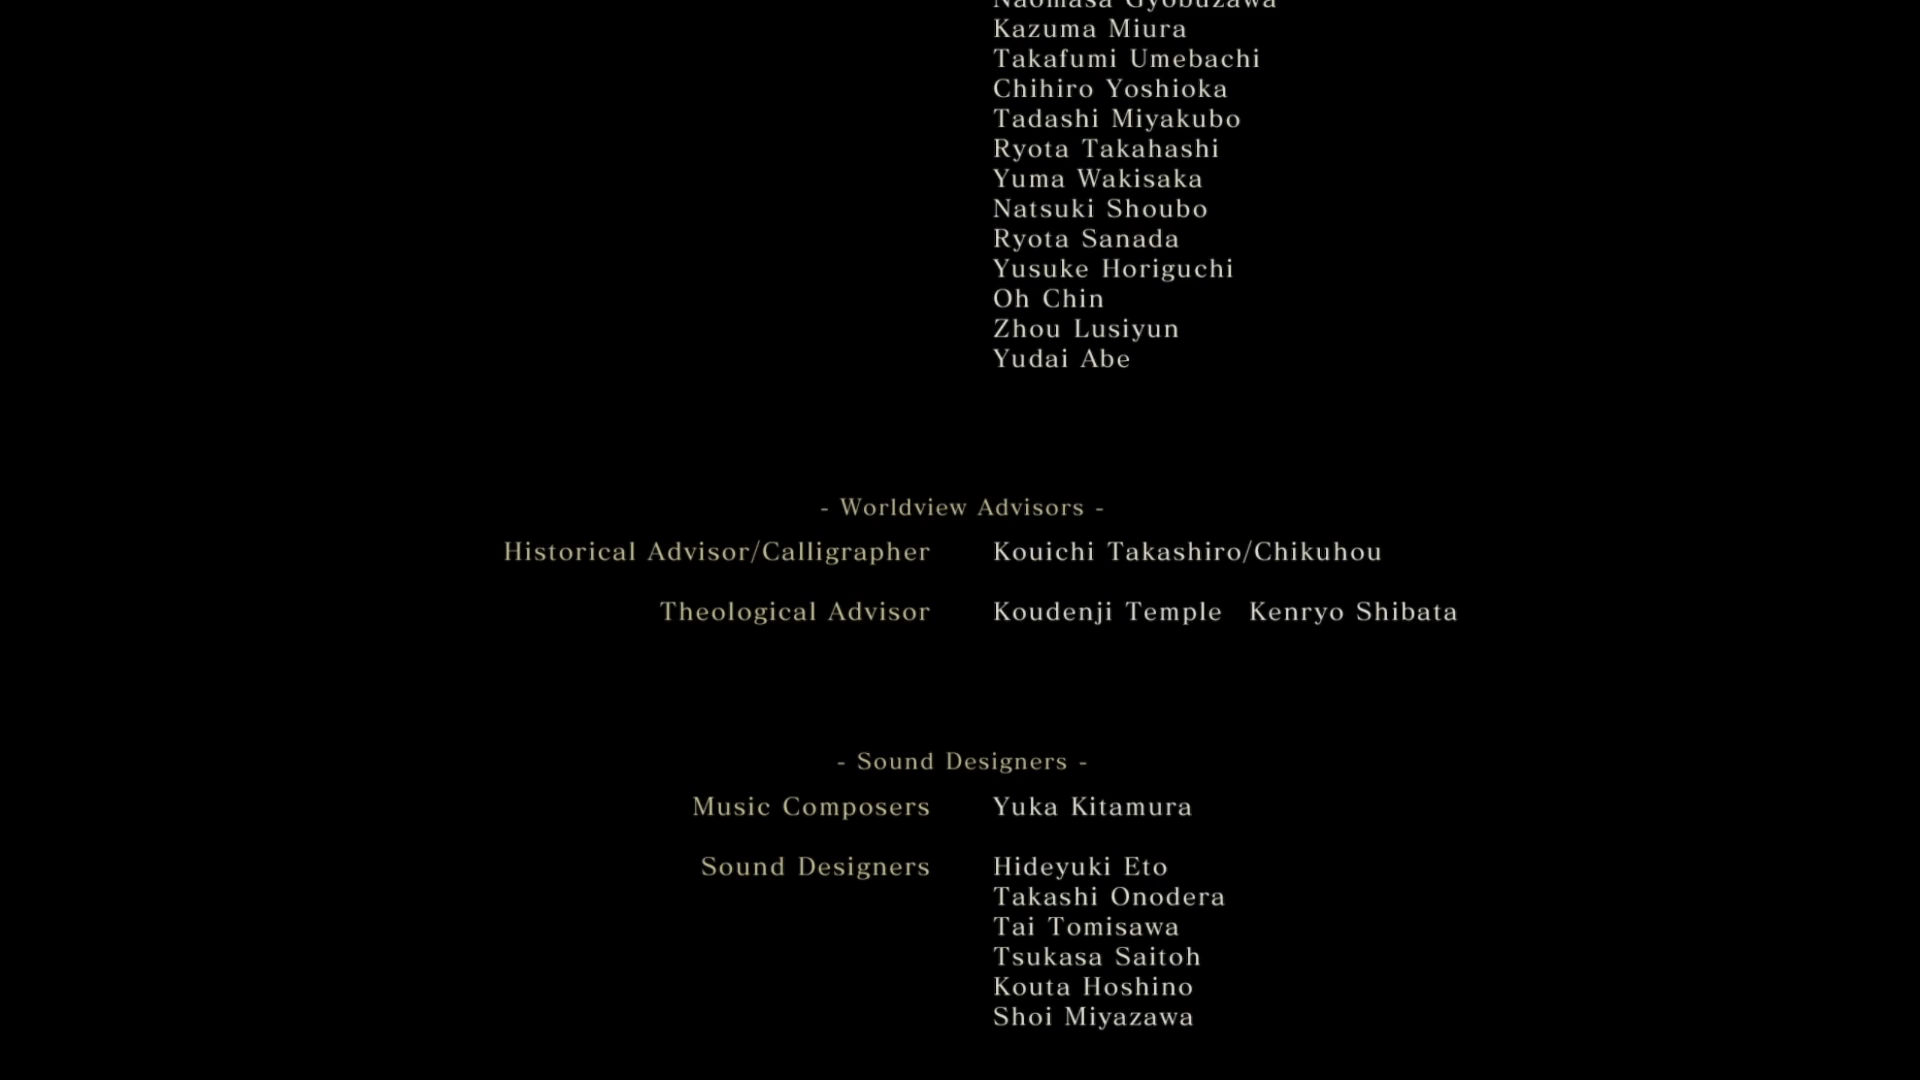 Naomasa Gyobuzawa
Kazuma Miura
Takafumi Umebachi
Chihiro Yoshioka
Tadashi Miyakubo
Ryota Takahashi
Yuma Wakisaka
Natsuki Shoubo
Ryota Sanada
Yusuke Horiguchi
Oh Chin
Zhou Lusiyun
Yudai Abe
- Worldview Advisors -
Historical Advisor/Calligrapher Kouichi Takashiro/Chikuhou
Theological Advisor Koudenji Temple Kenryo Shibata
- Sound Designers -
Music Composers Yuka Kitamura
Sound Designers Hideyuki Eto
Takashi Onodera
Tai Tomisawa
Tsukasa Saitoh
Kouta Hoshino
Shoi Miyazawa